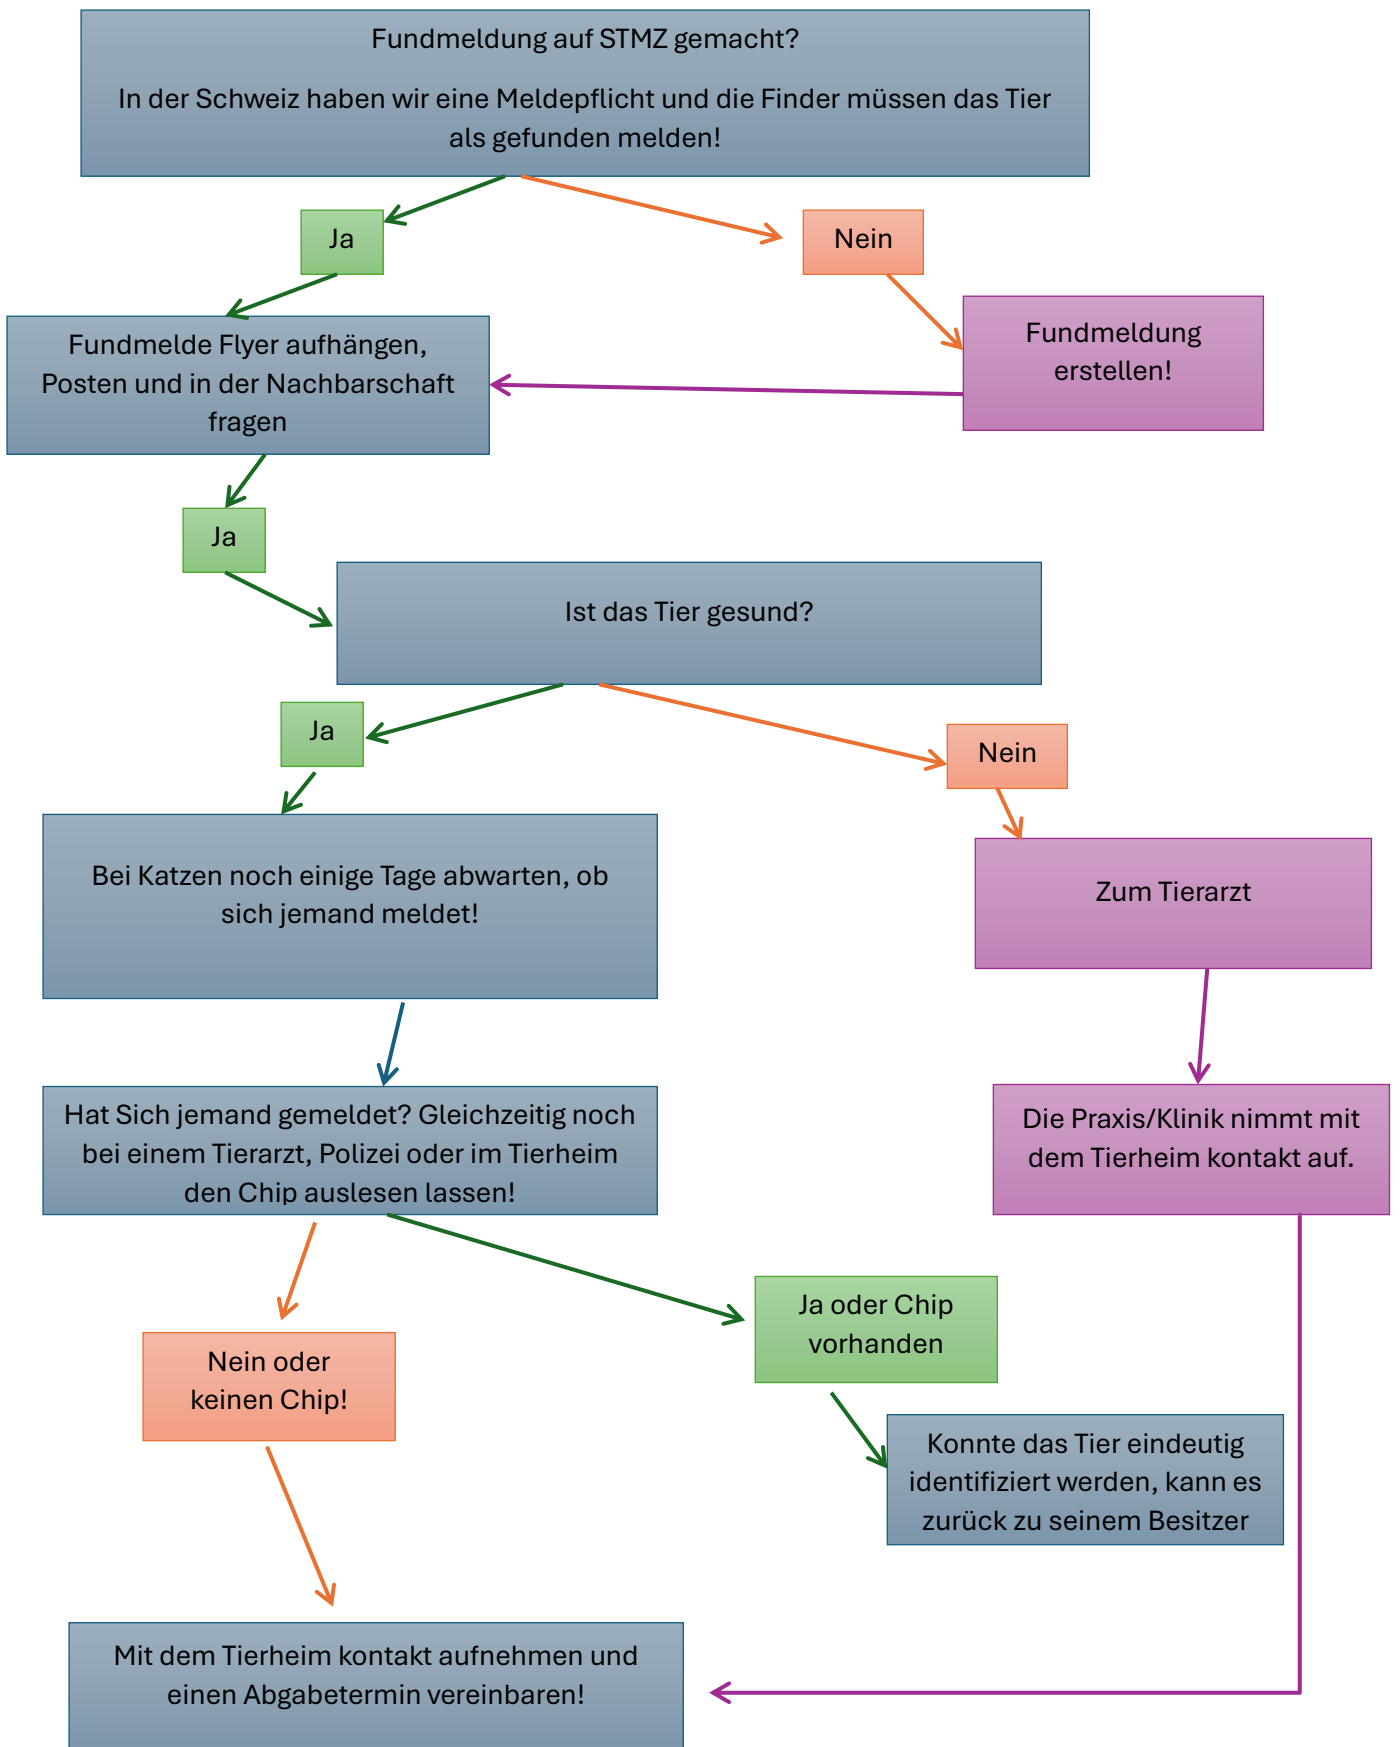 Fundmeldung auf STMZ gemacht?
In der Schweiz haben wir eine Meldepflicht und die Finder müssen das Tier
als gefunden melden!
Ja
Nein
Fundmeldung
erstellen!
Fundmelde Flyer aufhängen,
Posten und in der Nachbarschaft
fragen
Ja
Ist das Tier gesund?
Ja
Nein
Bei Katzen noch einige Tage abwarten, ob
sich jemand meldet!
Zum Tierarzt
Hat Sich jemand gemeldet? Gleichzeitig noch
bei einem Tierarzt, Polizei oder im Tierheim
den Chip auslesen lassen!
Die Praxis/Klinik nimmt mit
dem Tierheim kontakt auf.
Ja oder Chip
vorhanden
Nein oder
keinen Chip!
Konnte das Tier eindeutig
identifiziert werden, kann es
zurück zu seinem Besitzer
Mit dem Tierheim kontakt aufnehmen und
einen Abgabetermin vereinbaren!